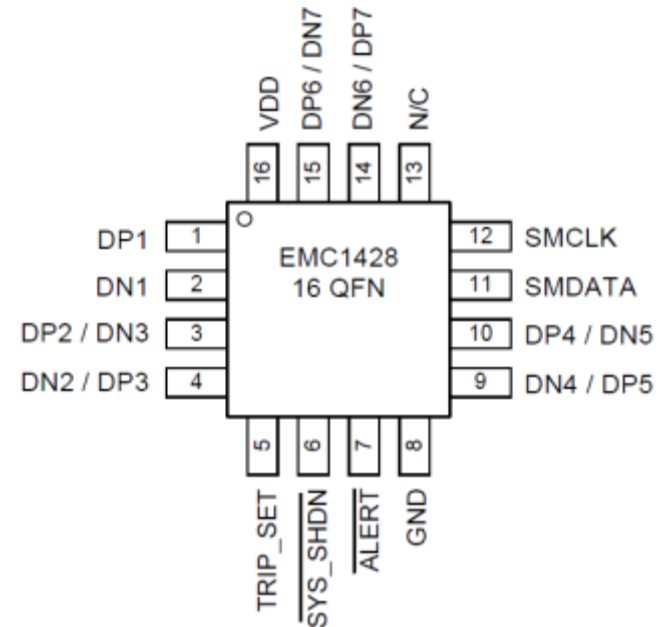 VDD
DP6 / DN7
DN6 / DP7
N/C
16
15
14
13
DP1
1
DN1
2
DP2 / DN3
3
DN2 / DP3
4
EMC1428
16 QFN
12
SMCLK
11
SMDATA
10
DP4 / DN5
9
DN4 / DP5
5
6
7
8
TRIP_SET
SYS_SHDN
ALERT
GND